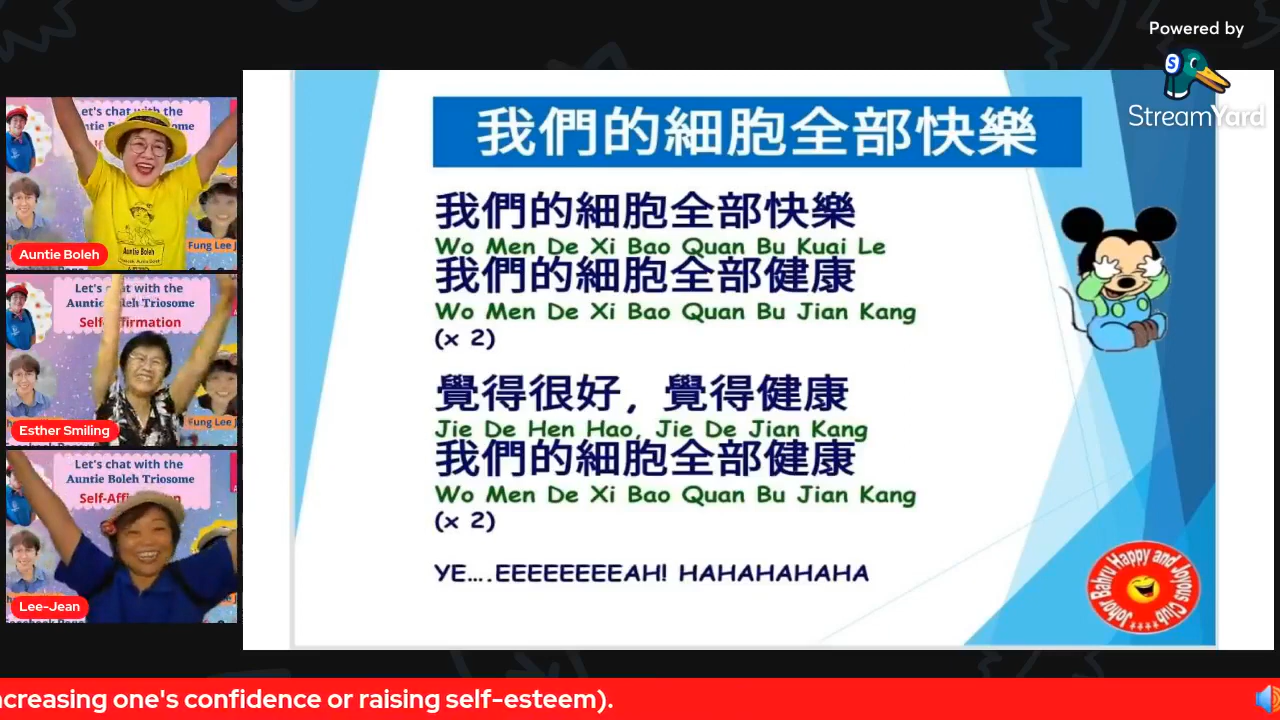 Powered by
StreamYard
Let's chat with the
Auntie Boleh
Fung Lee J
Let's chat with the
Auntie Boleh Triosome
Self-Affirmation
Esther Smiling
Fung Lee J
Let's chat with the
Auntie Boleh Triosome
Self-Affirmation
Lee-Jean
我們的細胞全部快樂
我們的細胞全部快樂
Wo Men De Xi Bao Quan Bu Kuai Le
我們的細胞全部健康
Wo Men De Xi Bao Quan Bu Jian Kang
(x 2)
覺得很好, 覺得健康
Jie De Hen Hao, Jie De Jian Kang
我們的細胞全部健康
Wo Men De Xi Bao Quan Bu Jian Kang
(x 2)
YE....EEEEEEEEAH! HAHAHAHAHA
Johor Bahru Happy and Joyous Club
ncreasing one's confidence or raising self-esteem).